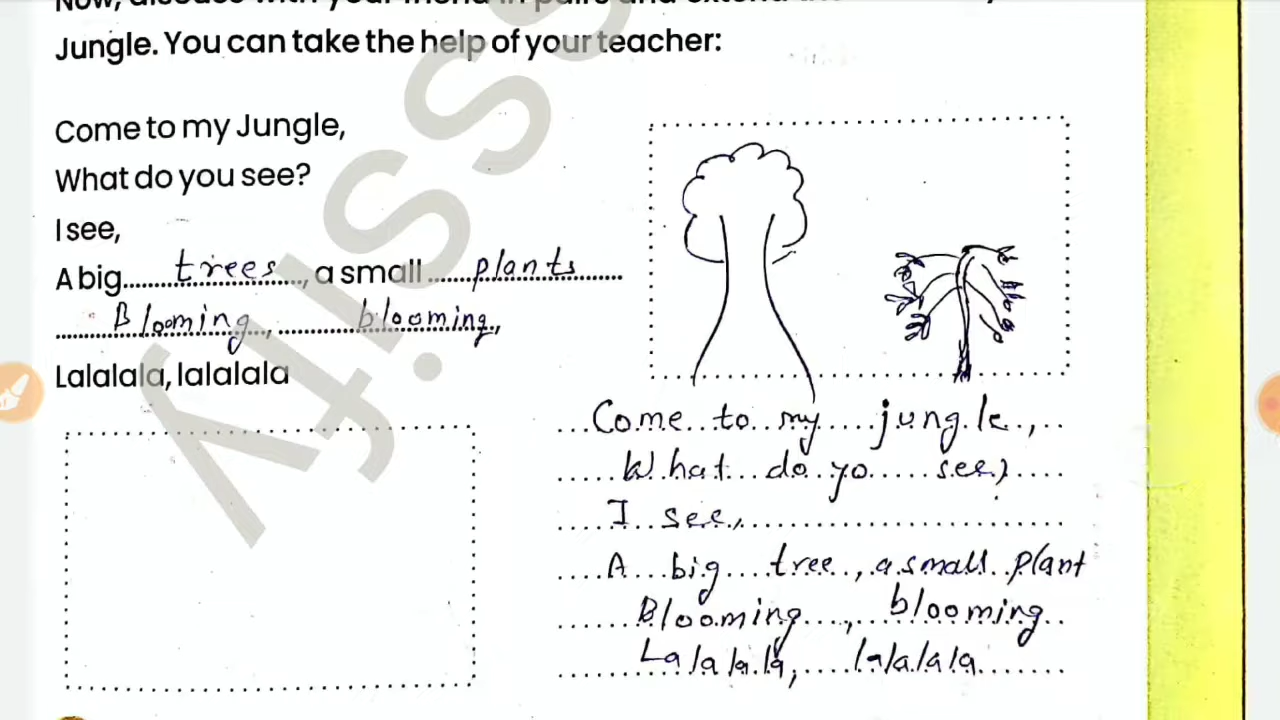 Jungle. You can take the help of your teacher:
Come to my Jungle,
What do you see?
I see,
A big......trees......, a small......plants......
......Blooming,......blooming,
Lalalala, lalalala
Come to my jungle,
What do yo see,
I see,
A big tree, a small plant
Blooming, blooming
Lalalala, lalalala